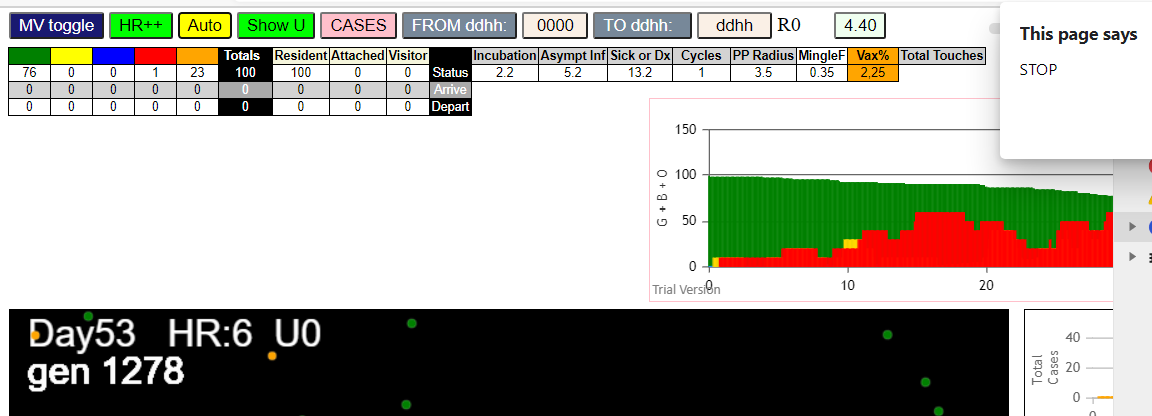 MV toggle HR++ Auto Show U CASES FROM ddhh: 0000 TO ddhh: ddhh R0 4.40
This page says
STOP
Totals Resident Attached Visitor Incubation Asympt Inf Sick or Dx Cycles PP Radius MingleF Vax% Total Touches
76 0 0 1 23 100 100 0 0 Status 2.2 5.2 13.2 1 3.5 0.35 2,25
0 0 0 0 0 0 0 0 0 Arrive
0 0 0 0 0 0 0 0 0 Depart
150
100
50
0
G + B + O
0 10 20
Trial Version
Day53 HR:6 U0
gen 1278
40
20
0
Total
Cases
0